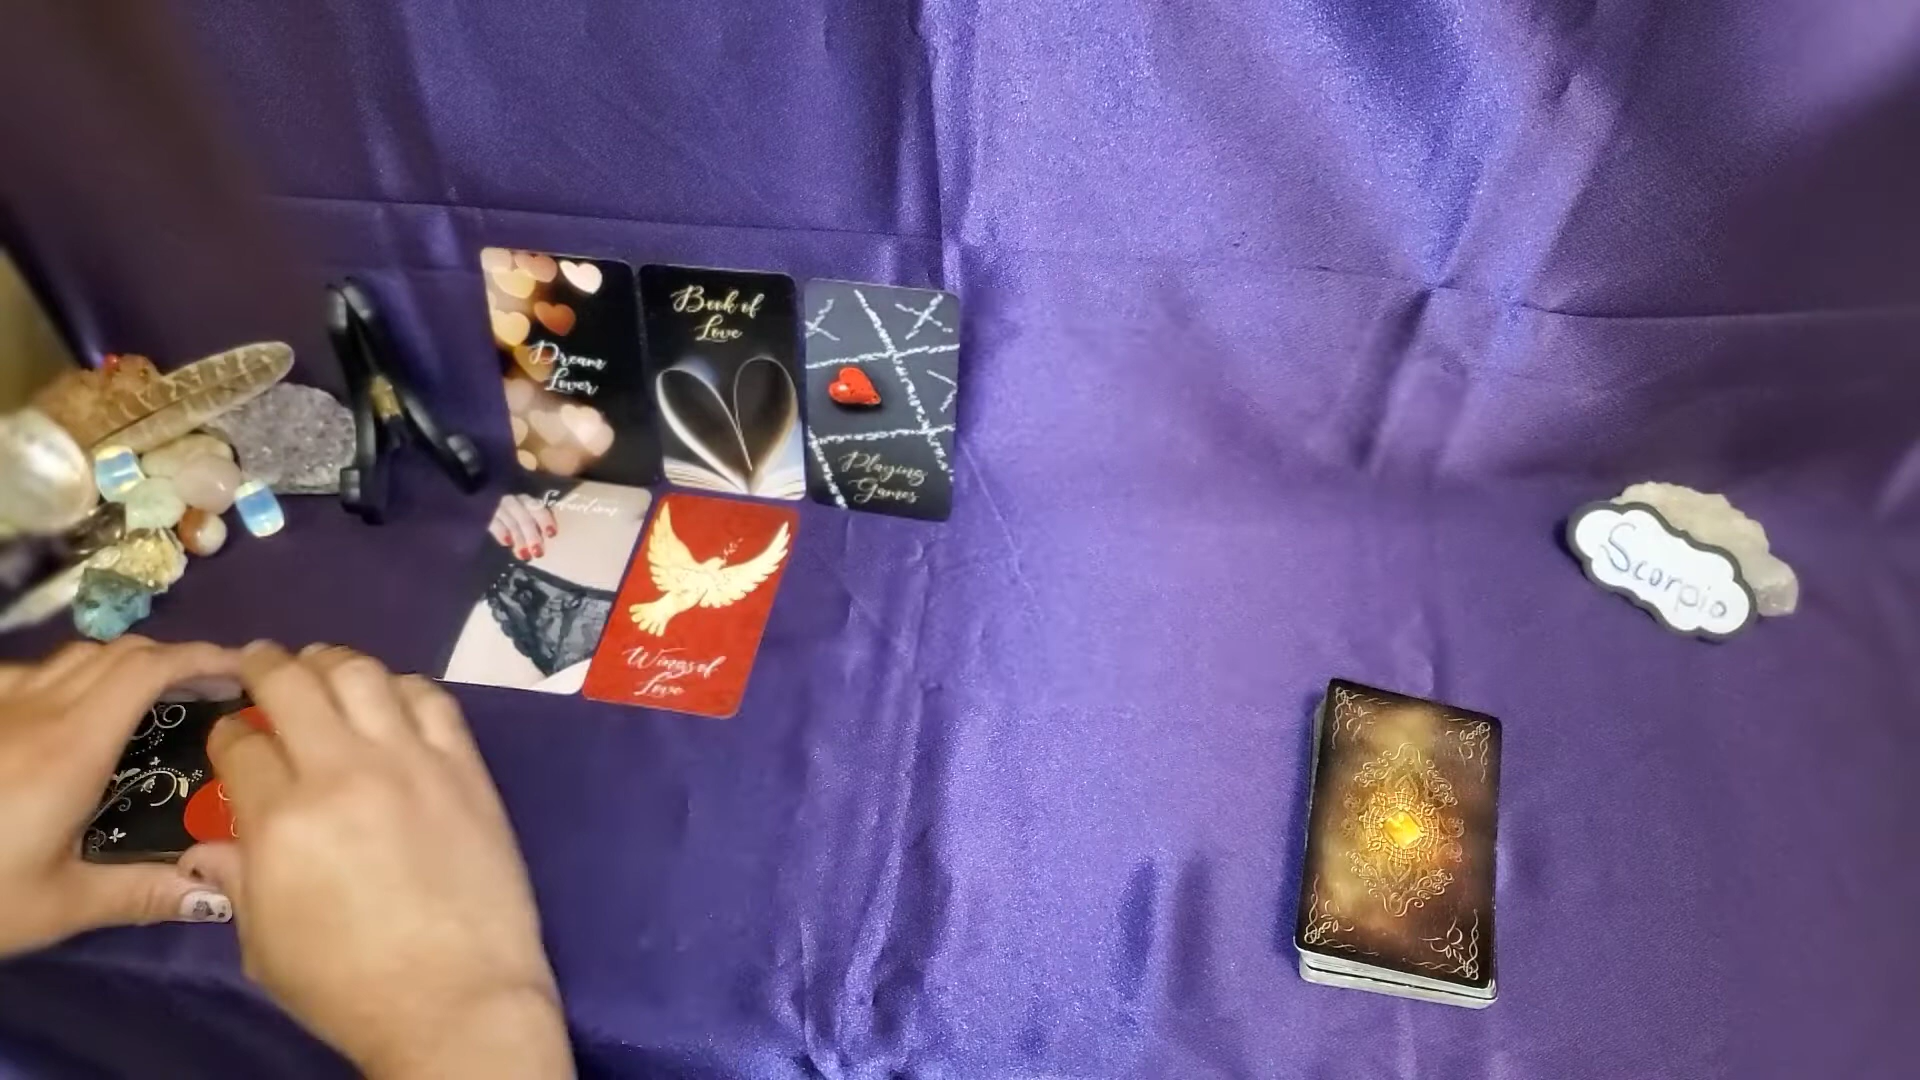 Dream
Lover
Book of
Love
Playing
Games
Seduction
Wings of
Love
Scorpio